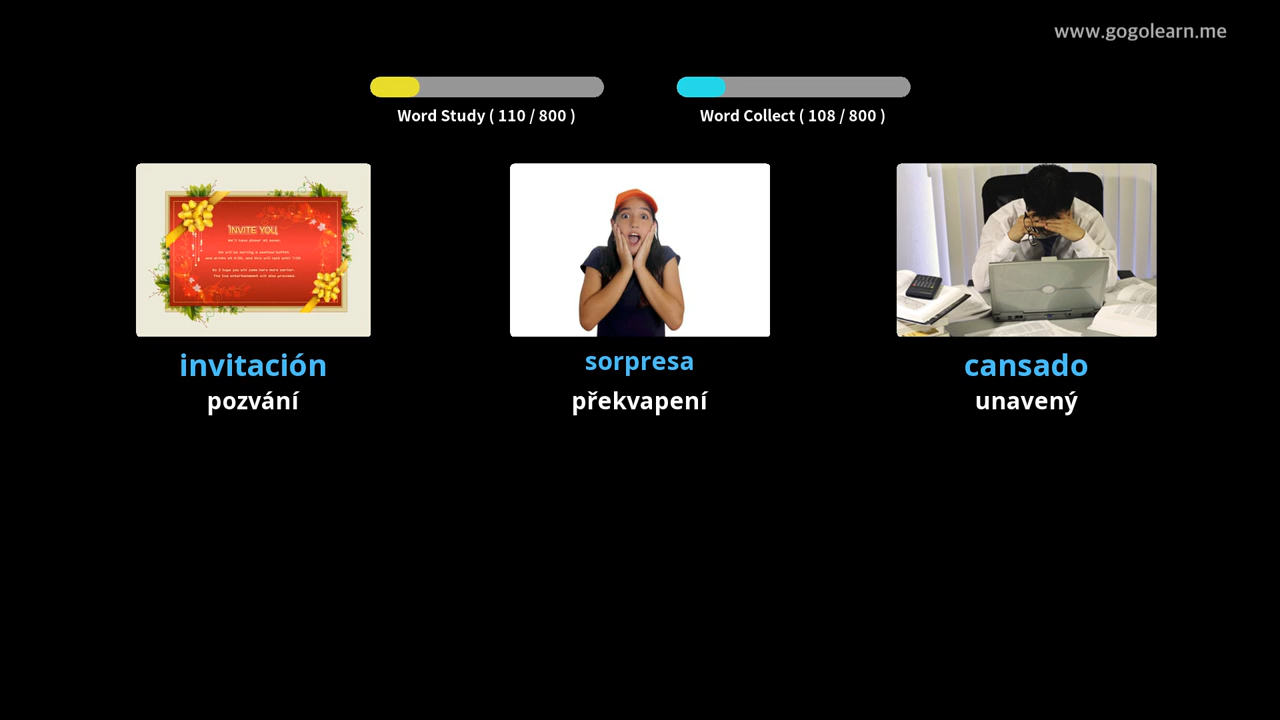 www.gogolearn.me
Word Study ( 110 / 800 )
Word Collect ( 108 / 800 )
INVITE YOU
invitación
pozvání
sorpresa
překvapení
cansado
unavený